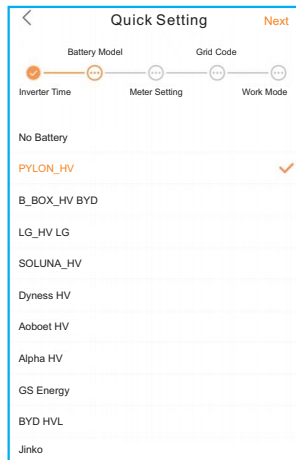 Quick Setting Next
Battery Model Grid Code
Inverter Time Meter Setting Work Mode
No Battery
PYLON_HV
B_BOX_HV BYD
LG_HV LG
SOLUNA_HV
Dyness HV
Aoboet HV
Alpha HV
GS Energy
BYD HVL
Jinko